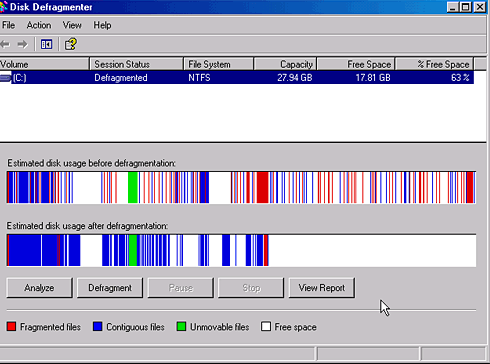 Disk Defragmenter
File Action View Help
Volume Session Status File System Capacity Free Space % Free Space
(C:) Defragmented NTFS 27.94 GB 17.81 GB 63 %
Estimated disk usage before defragmentation:
Estimated disk usage after defragmentation:
Analyze Defragment Pause Stop View Report
Fragmented files Contiguous files Unmovable files Free space